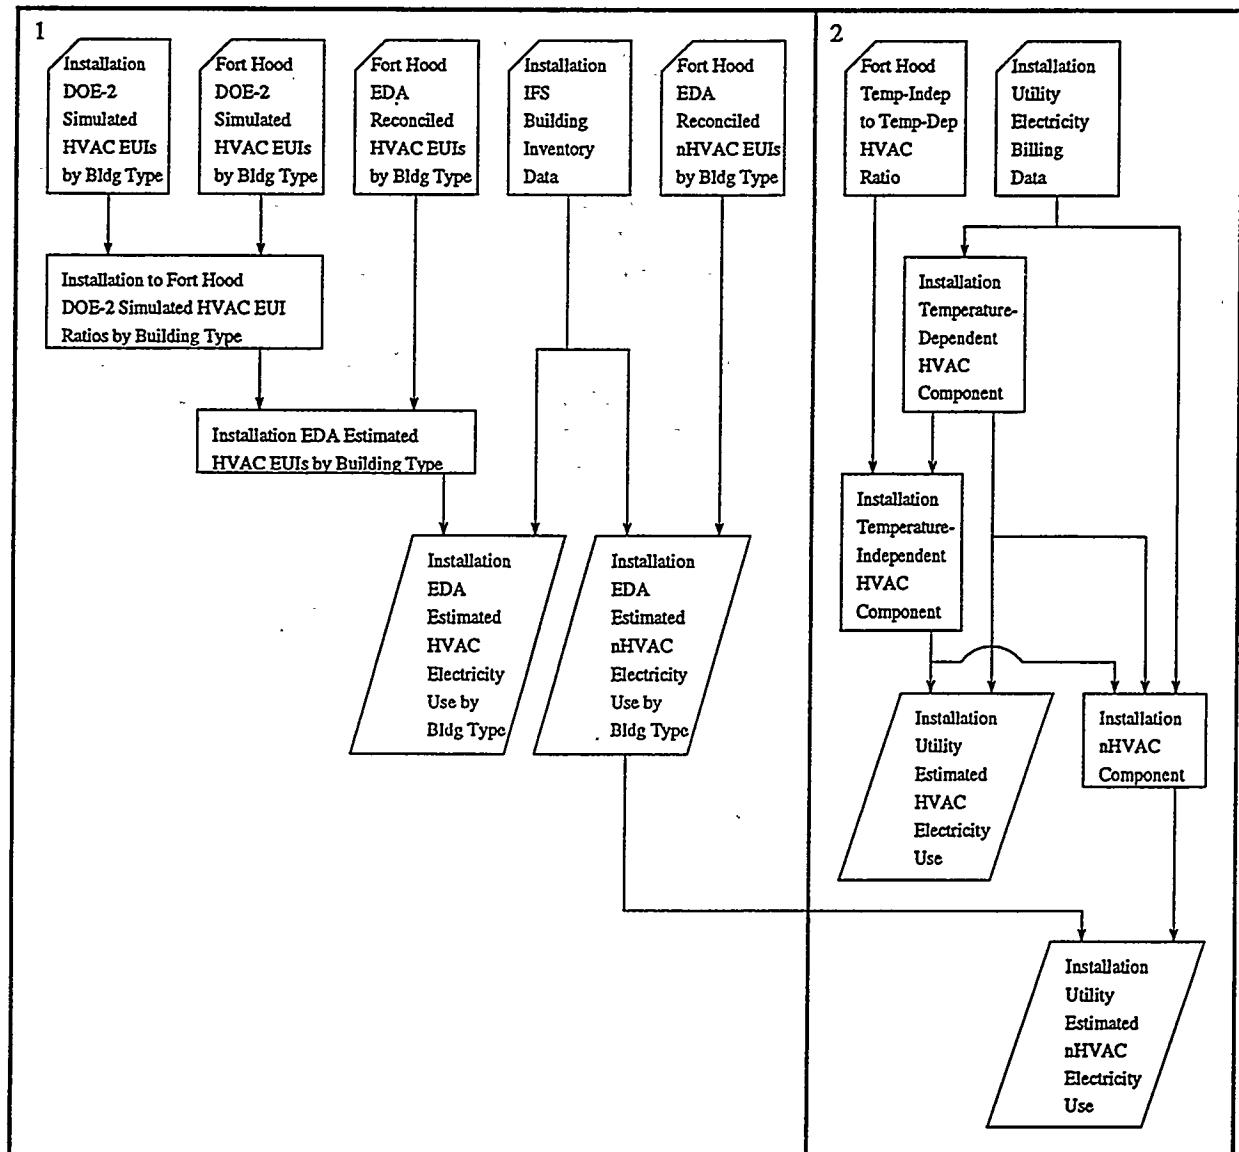 1
Installation
DOE-2
Simulated
HVAC EUIs
by Bldg Type
Fort Hood
DOE-2
Simulated
HVAC EUIs
by Bldg Type
Fort Hood
EDA
Reconciled
HVAC EUIs
by Bldg Type
Installation
IFS
Building
Inventory
Data
Fort Hood
EDA
Reconciled
nHVAC EUIs
by Bldg Type
Installation to Fort Hood
DOE-2 Simulated HVAC EUI
Ratios by Building Type
Installation EDA Estimated
HVAC EUIs by Building Type
Installation
EDA
Estimated
HVAC
Electricity
Use by
Bldg Type
Installation
EDA
Estimated
nHVAC
Electricity
Use by
Bldg Type
2
Fort Hood
Temp-Indep
to Temp-Dep
HVAC
Ratio
Installation
Utility
Electricity
Billing
Data
Installation
Temperature-
Dependent
HVAC
Component
Installation
Temperature-
Independent
HVAC
Component
Installation
Utility
Estimated
HVAC
Electricity
Use
Installation
nHVAC
Component
Installation
Utility
Estimated
nHVAC
Electricity
Use